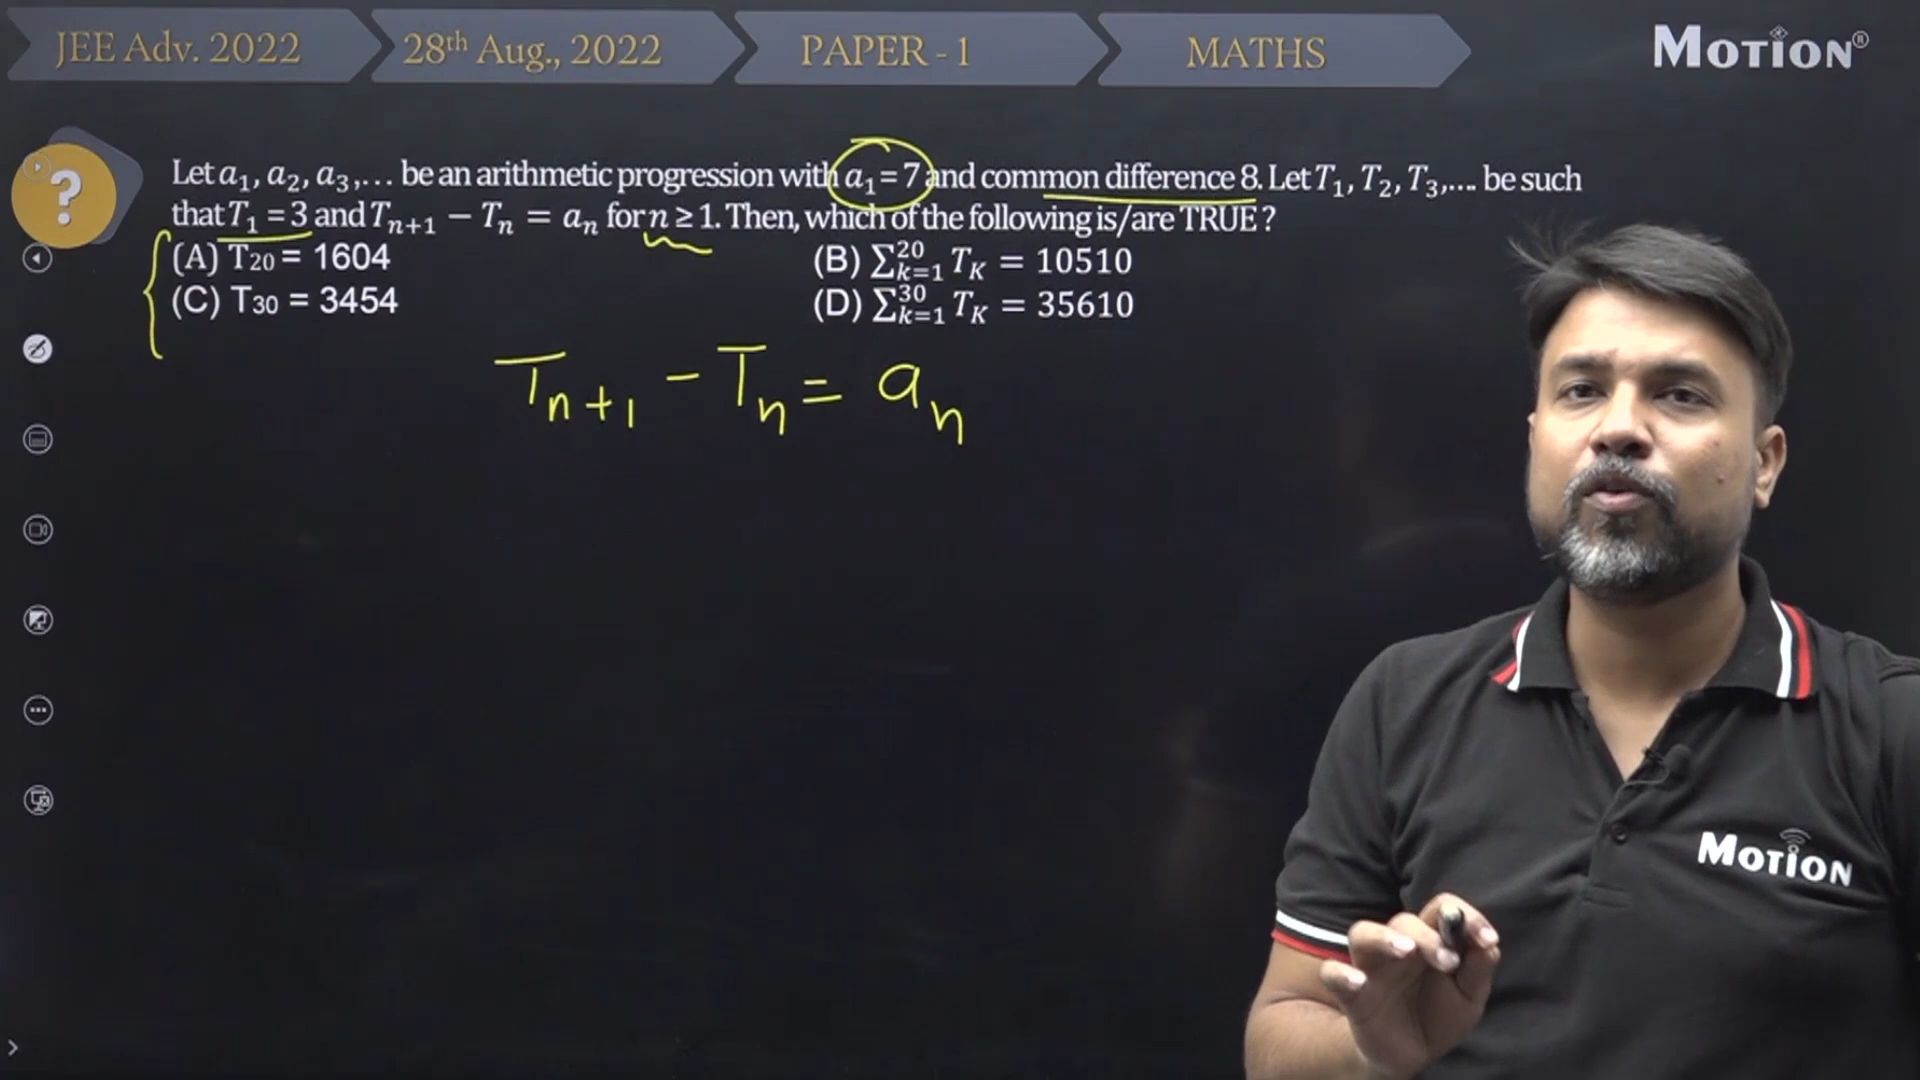 JEE Adv. 2022 28th Aug., 2022 PAPER - 1 MATHS MOTION®
?
Let a₁, a₂, a₃,... be an arithmetic progression with a₁ = 7 and common difference 8. Let T₁, T₂, T₃,.... be such
that T₁ = 3 and Tₙ₊₁ − Tₙ = aₙ for n ≥ 1. Then, which of the following is/are TRUE ?
(A) T₂₀ = 1604 (B) ∑²⁰ₖ₌₁ T_K = 10510
(C) T₃₀ = 3454 (D) ∑³⁰ₖ₌₁ T_K = 35610
Tₙ₊₁ − Tₙ = aₙ
MOTION